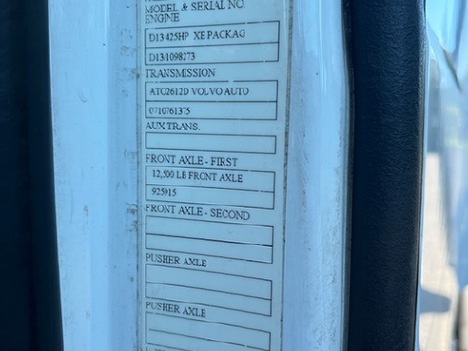 MODEL & SERIAL NO
ENGINE
D13 425HP XE PACKAG
D131098273
TRANSMISSION
ATO2612D VOLVO AUTO
0710761375
AUX TRANS.
FRONT AXLE - FIRST
12,500 LB FRONT AXLE
925915
FRONT AXLE - SECOND
PUSHER AXLE
PUSHER AXLE